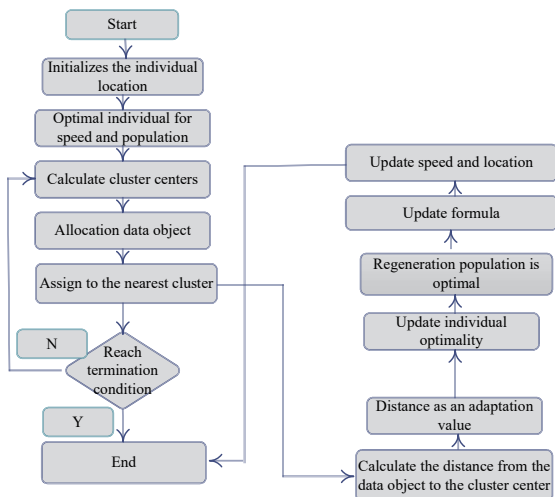 Start
Initializes the individual
location
Optimal individual for
speed and population
Calculate cluster centers
Allocation data object
Assign to the nearest cluster
N
Reach
termination
condition
Y
End
Update speed and location
Update formula
Regeneration population is
optimal
Update individual
optimality
Distance as an adaptation
value
Calculate the distance from the
data object to the cluster center